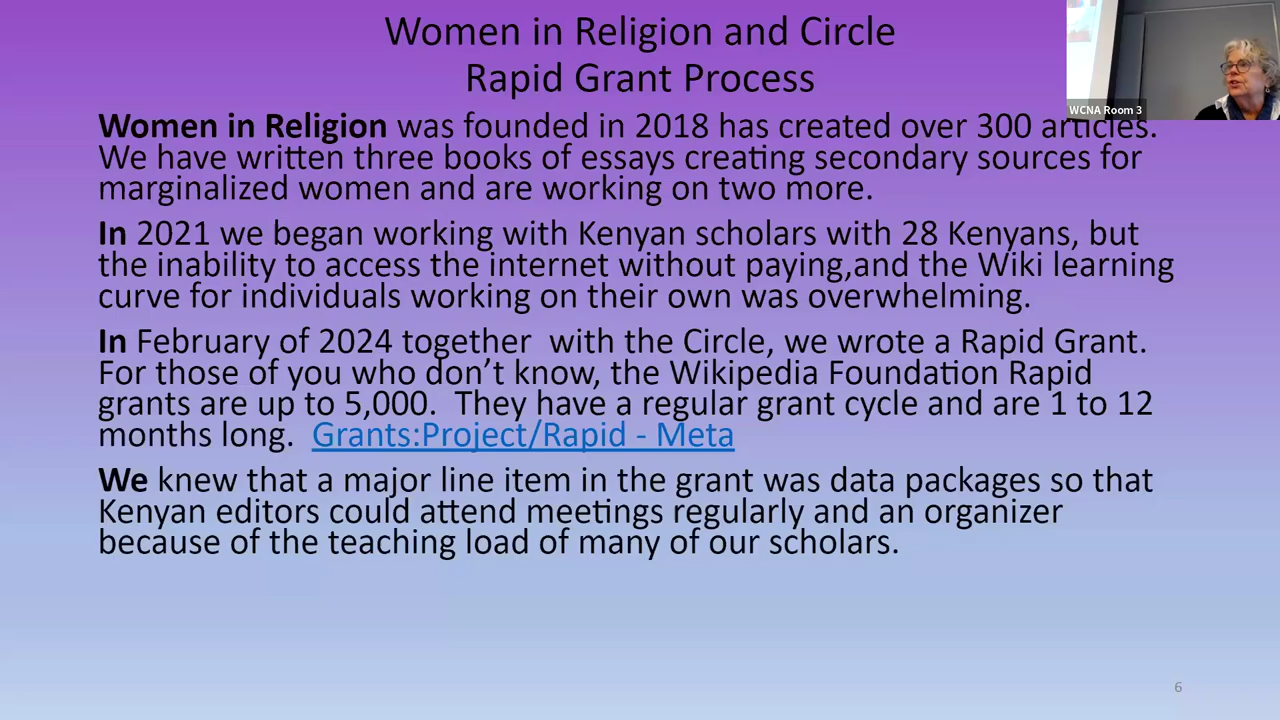 Women in Religion and Circle
Rapid Grant Process
WCNA Room 3
Women in Religion was founded in 2018 has created over 300 articles.
We have written three books of essays creating secondary sources for
marginalized women and are working on two more.
In 2021 we began working with Kenyan scholars with 28 Kenyans, but
the inability to access the internet without paying,and the Wiki learning
curve for individuals working on their own was overwhelming.
In February of 2024 together  with the Circle, we wrote a Rapid Grant.
For those of you who don’t know, the Wikipedia Foundation Rapid
grants are up to 5,000.  They have a regular grant cycle and are 1 to 12
months long.  Grants:Project/Rapid - Meta
We knew that a major line item in the grant was data packages so that
Kenyan editors could attend meetings regularly and an organizer
because of the teaching load of many of our scholars.
6